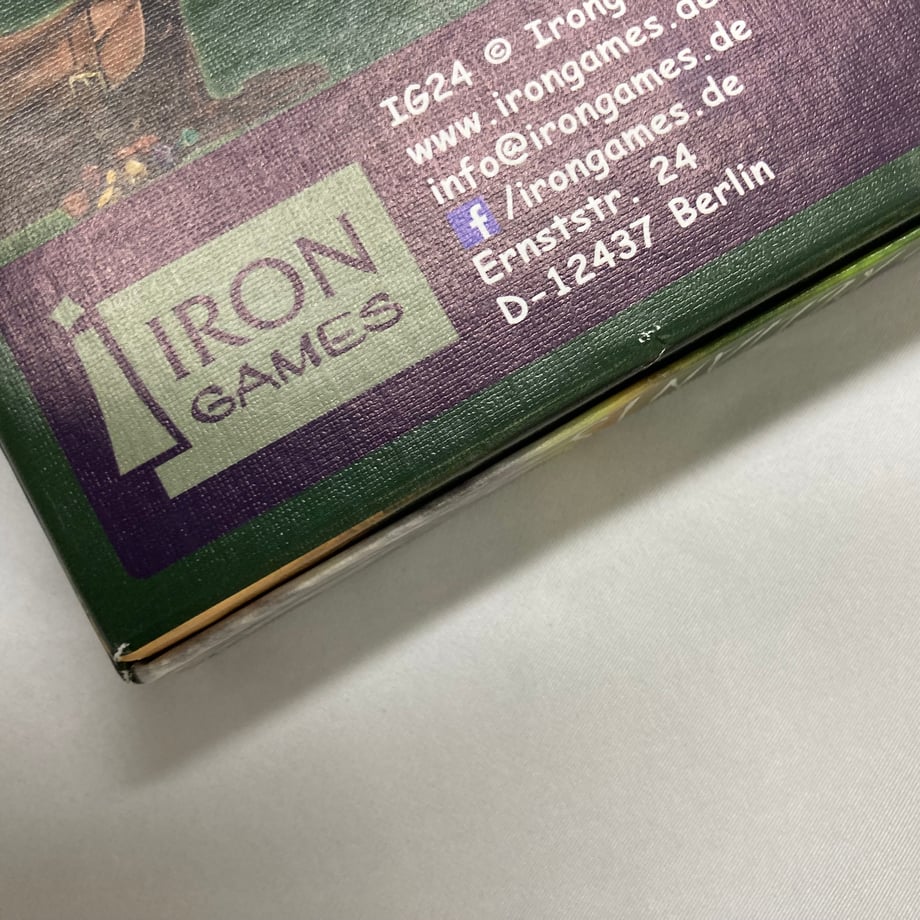 IG24 © Irong
www.irongames.de
info@irongames.de
f /irongames.de
Ernststr. 24
D-12437 Berlin
IRON
GAMES